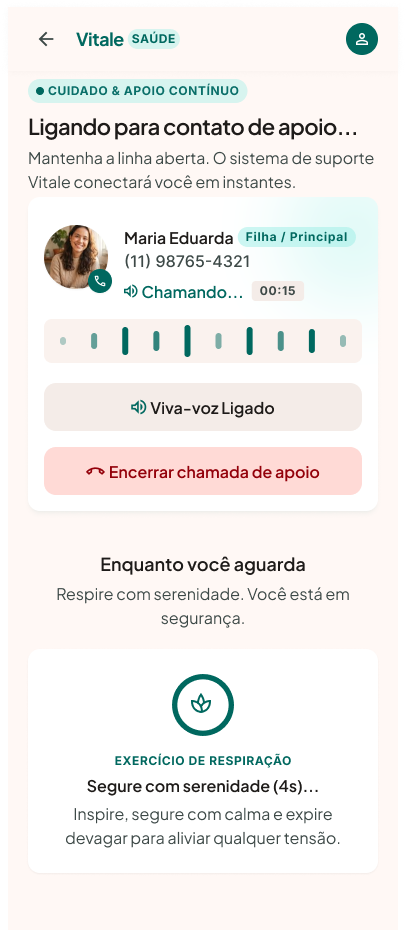 Vitale SAÚDE
CUIDADO & APOIO CONTÍNUO
Ligando para contato de apoio...
Mantenha a linha aberta. O sistema de suporte
Vitale conectará você em instantes.
Maria Eduarda Filha / Principal
(11) 98765-4321
Chamando... 00:15
Viva-voz Ligado
Encerrar chamada de apoio
Enquanto você aguarda
Respire com serenidade. Você está em
segurança.
EXERCÍCIO DE RESPIRAÇÃO
Segure com serenidade (4s)...
Inspire, segure com calma e expire
devagar para aliviar qualquer tensão.